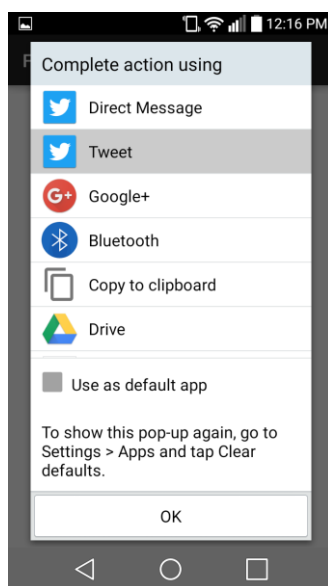 12:16 PM
F
Complete action using
Direct Message
Tweet
G+ Google+
Bluetooth
Copy to clipboard
Drive
Use as default app
To show this pop-up again, go to
Settings > Apps and tap Clear
defaults.
OK